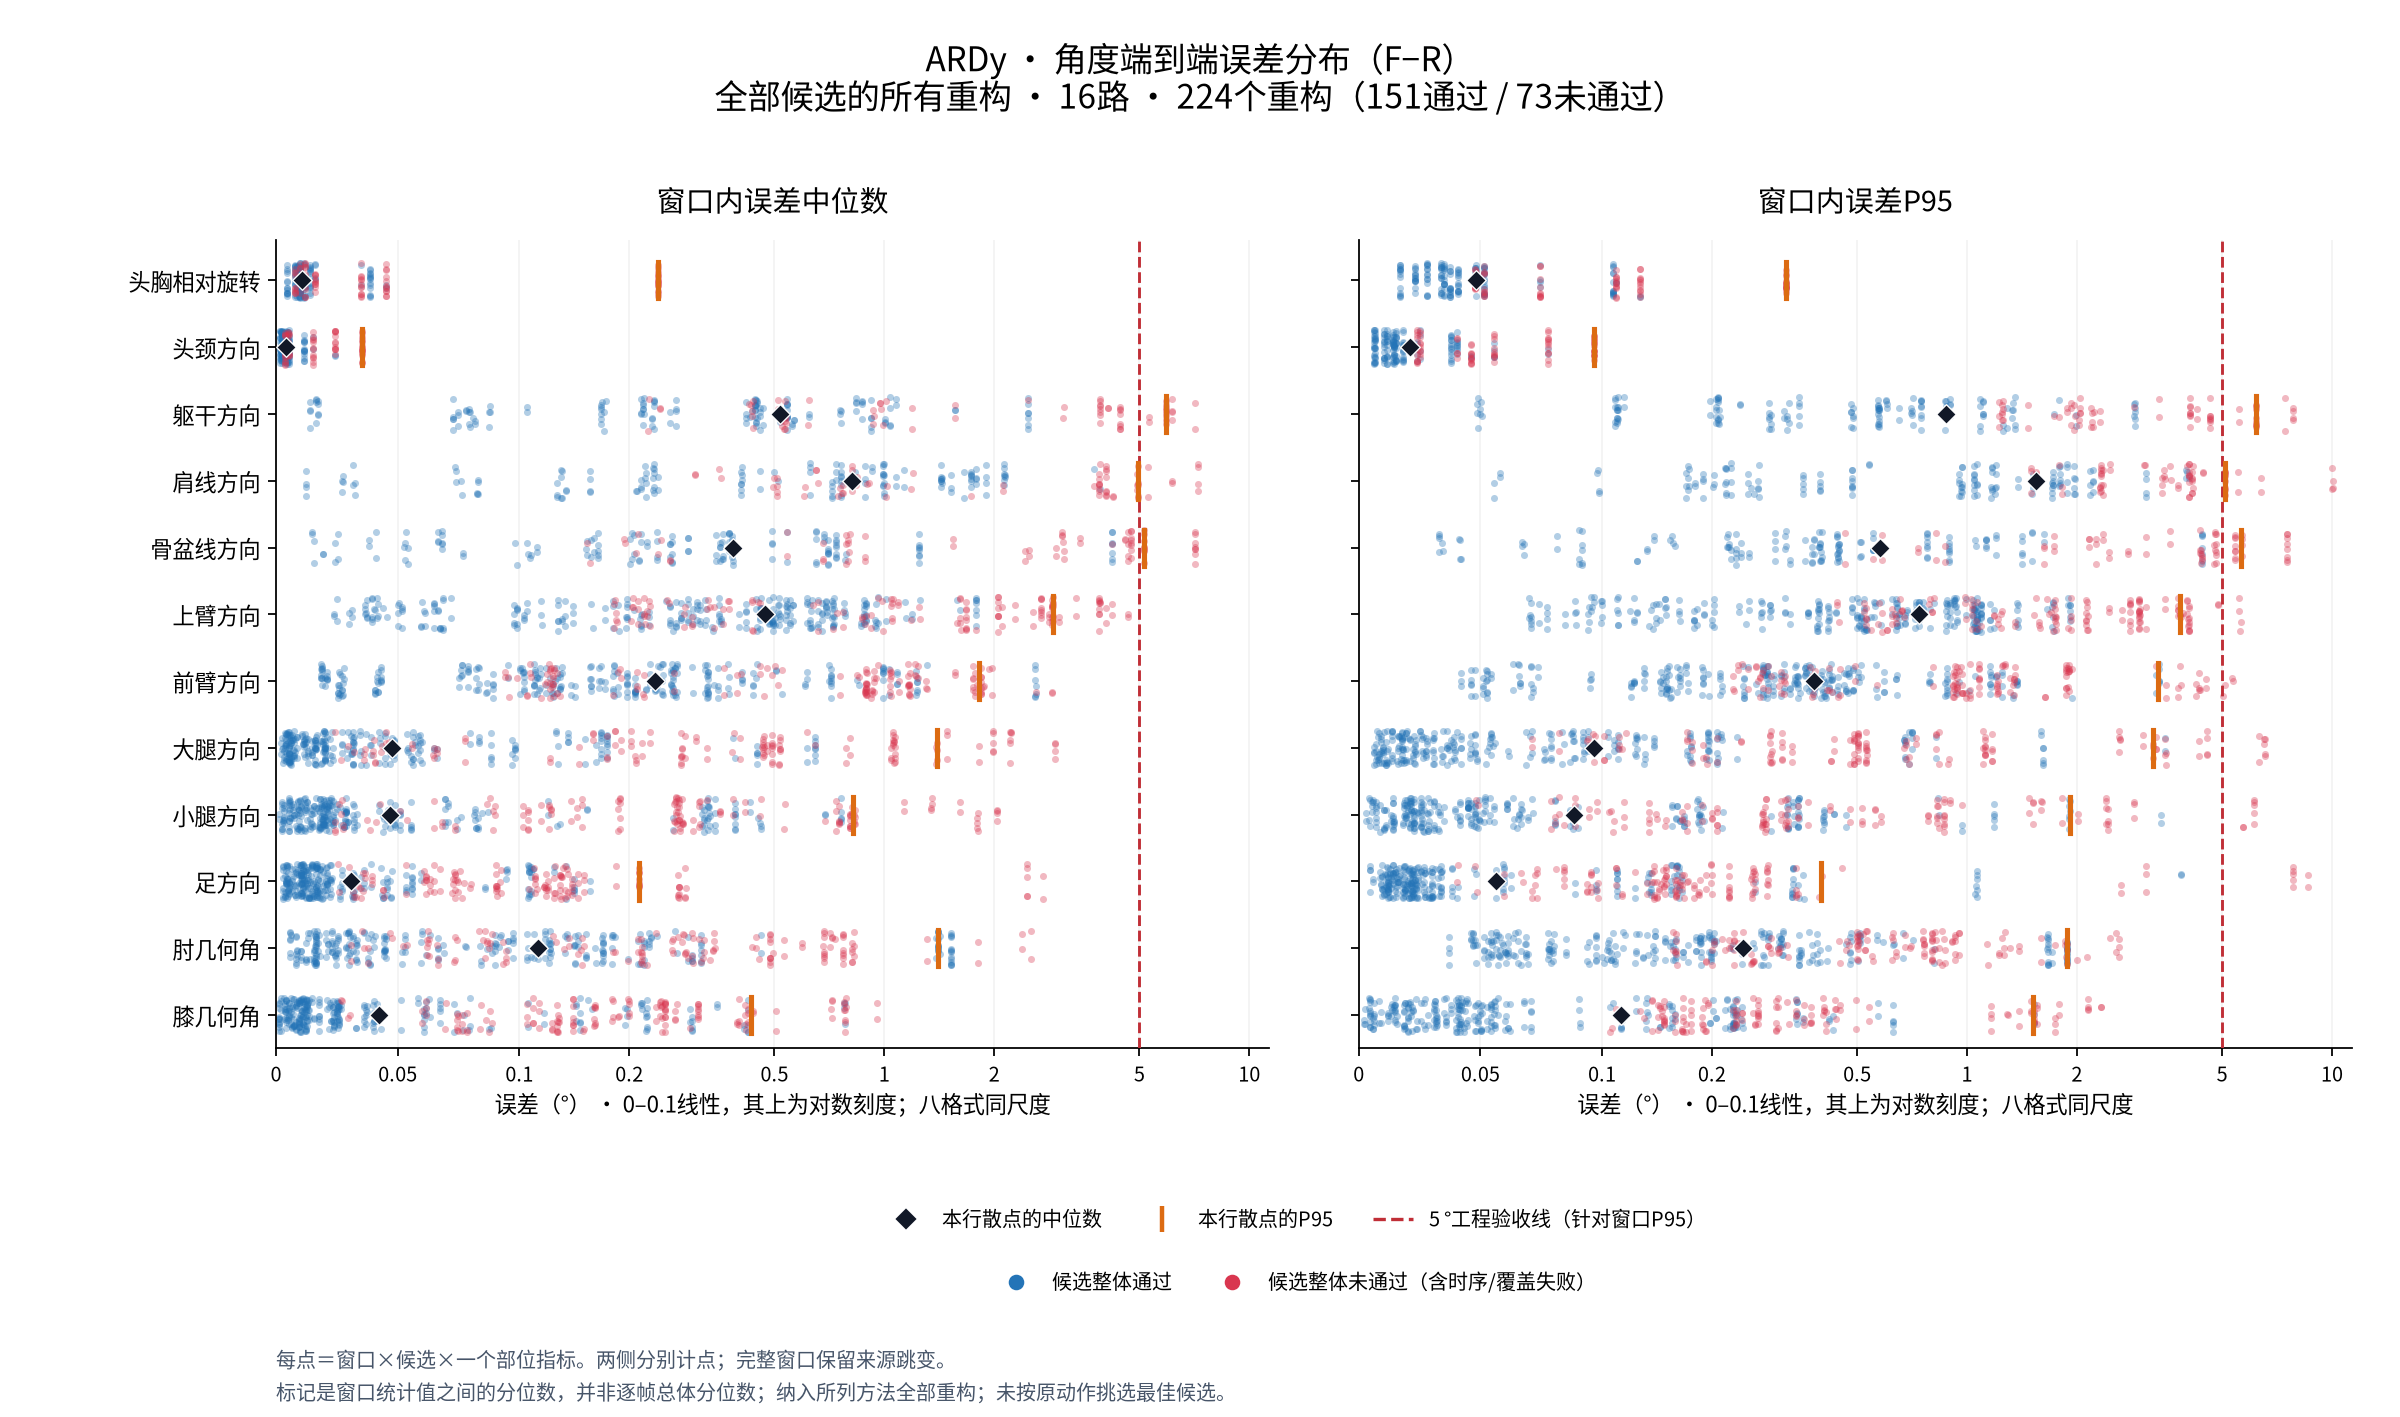 ARDy · 角度端到端误差分布（F−R）
全部候选的所有重构 · 16路 · 224个重构（151通过 / 73未通过）
窗口内误差中位数
窗口内误差P95
头胸相对旋转
头颈方向
躯干方向
肩线方向
骨盆线方向
上臂方向
前臂方向
大腿方向
小腿方向
足方向
肘几何角
膝几何角
0 0.05 0.1 0.2 0.5 1 2 5 10
0 0.05 0.1 0.2 0.5 1 2 5 10
误差（°） · 0–0.1线性，其上为对数刻度；八格式同尺度
误差（°） · 0–0.1线性，其上为对数刻度；八格式同尺度
本行散点的中位数
本行散点的P95
5 °工程验收线（针对窗口P95）
候选整体通过
候选整体未通过（含时序/覆盖失败）
每点＝窗口×候选×一个部位指标。两侧分别计点；完整窗口保留来源跳变。
标记是窗口统计值之间的分位数，并非逐帧总体分位数；纳入所列方法全部重构；未按原动作挑选最佳候选。